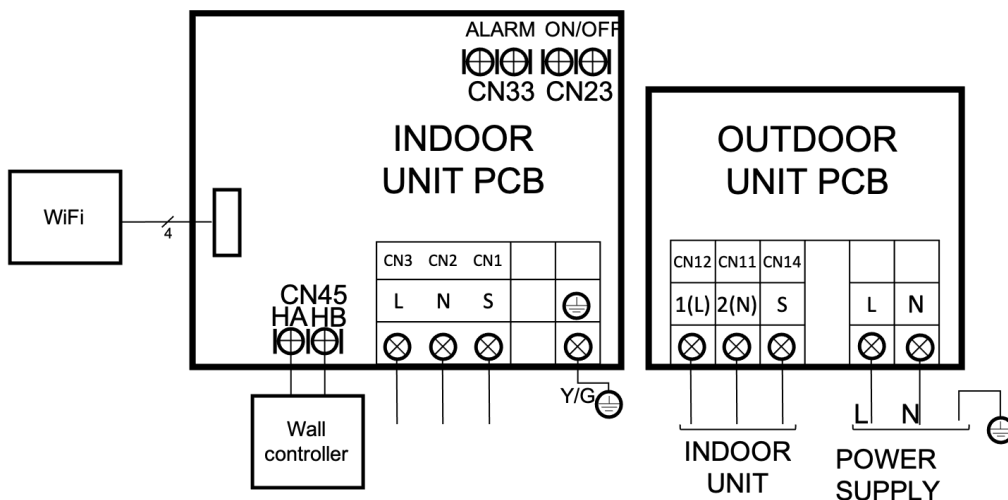 ALARM ON/OFF
CN33 CN23
INDOOR
UNIT PCB
OUTDOOR
UNIT PCB
WiFi
4
CN3 CN2 CN1
L N S
CN45
HA HB
CN12 CN11 CN14
1(L) 2(N) S L N
Y/G
Wall
controller
L N
INDOOR
UNIT
POWER
SUPPLY